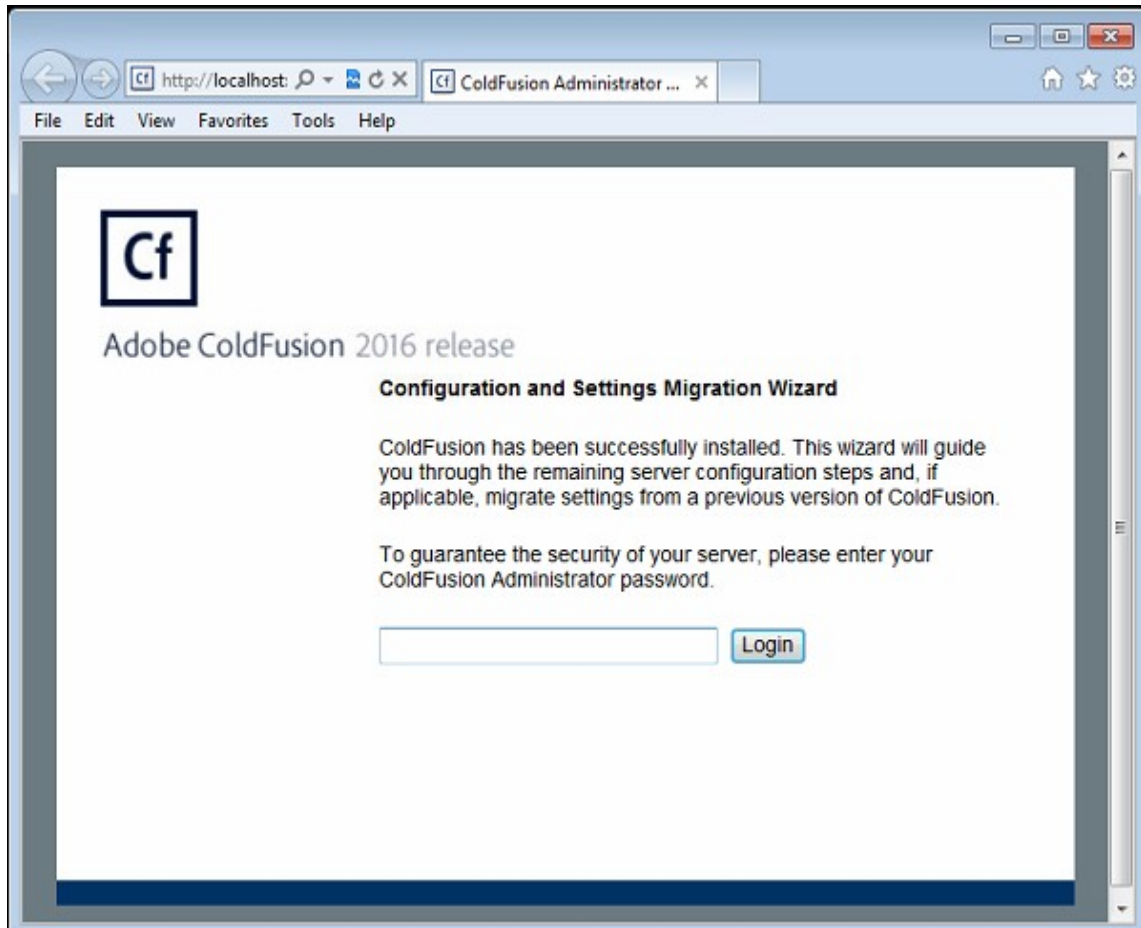 http://localhost:
ColdFusion Administrator ...
File Edit View Favorites Tools Help
Cf
Adobe ColdFusion 2016 release
Configuration and Settings Migration Wizard
ColdFusion has been successfully installed. This wizard will guide
you through the remaining server configuration steps and, if
applicable, migrate settings from a previous version of ColdFusion.
To guarantee the security of your server, please enter your
ColdFusion Administrator password.
Login